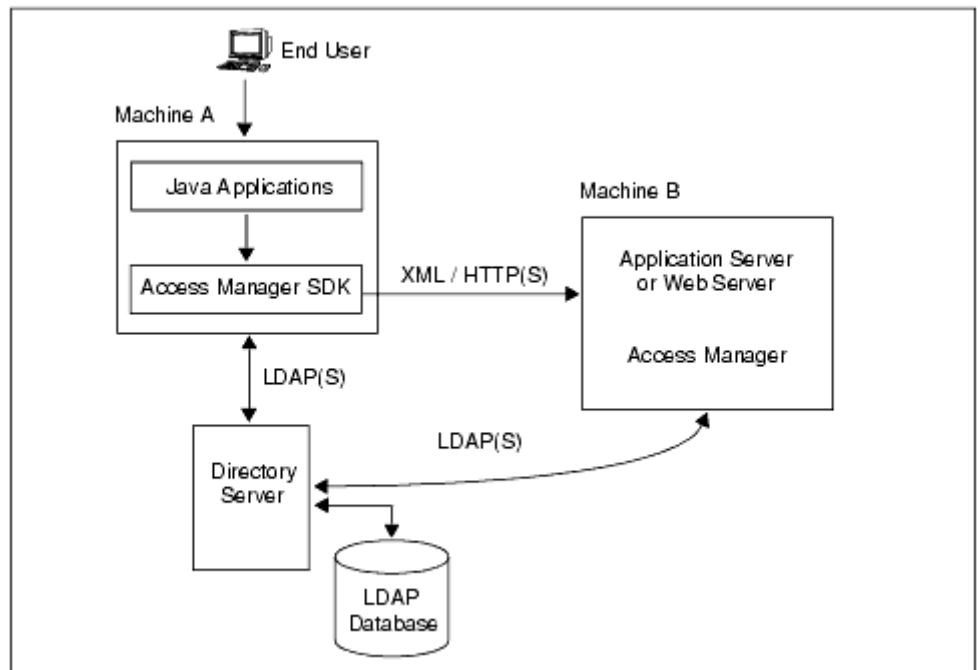 End User
Machine A
Java Applications
Machine B
Access Manager SDK
XML / HTTP(S)
Application Server
or Web Server
Access Manager
LDAP(S)
LDAP(S)
Directory
Server
LDAP
Database